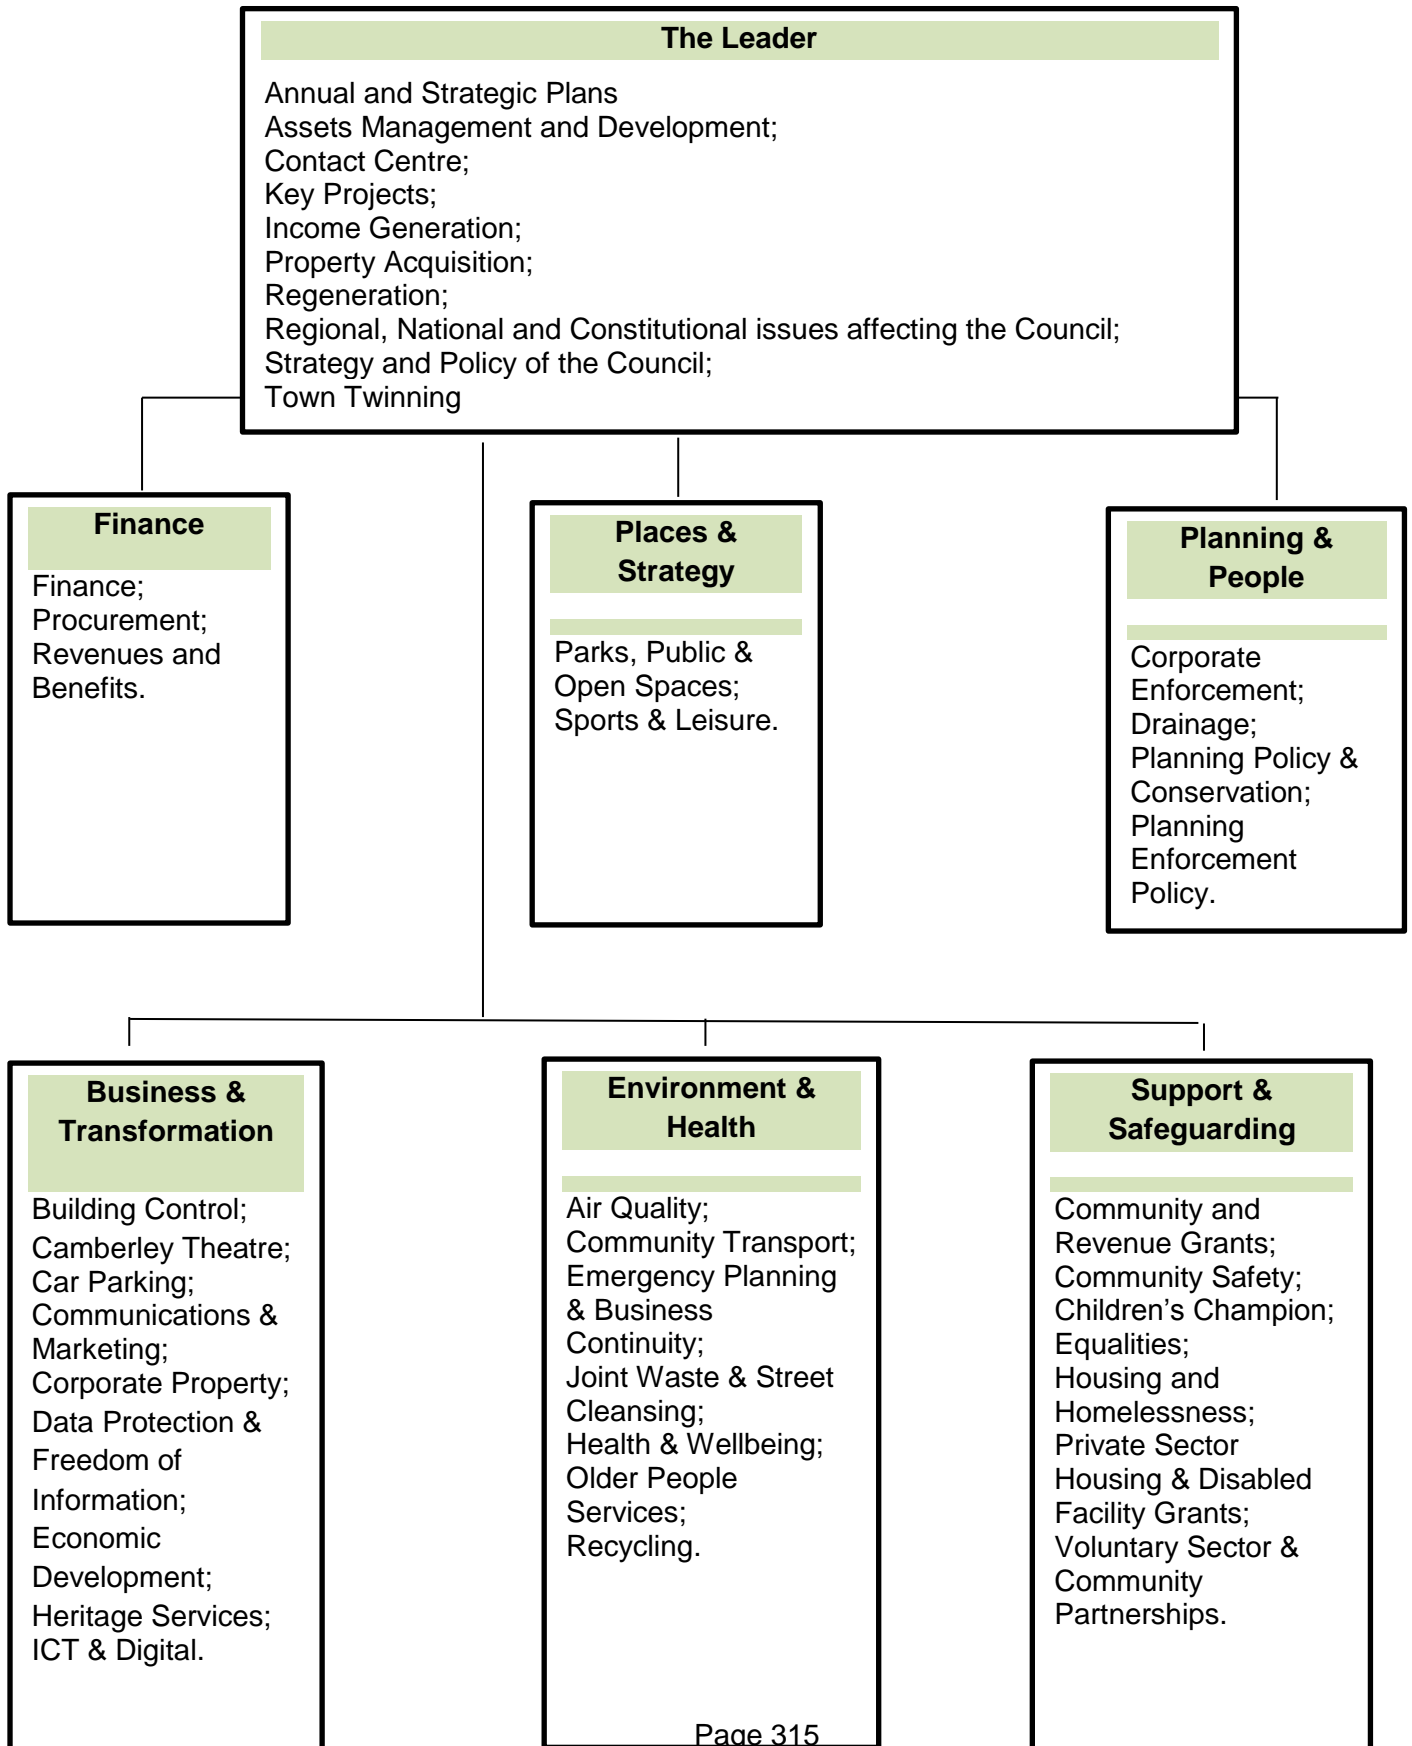 The Leader
Annual and Strategic Plans
Assets Management and Development;
Contact Centre;
Key Projects;
Income Generation;
Property Acquisition;
Regeneration;
Regional, National and Constitutional issues affecting the Council;
Strategy and Policy of the Council;
Town Twinning
Finance
Finance;
Procurement;
Revenues and
Benefits.
Places &
Strategy
Parks, Public &
Open Spaces;
Sports & Leisure.
Planning &
People
Corporate
Enforcement;
Drainage;
Planning Policy &
Conservation;
Planning
Enforcement
Policy.
Business &
Transformation
Building Control;
Camberley Theatre;
Car Parking;
Communications &
Marketing;
Corporate Property;
Data Protection &
Freedom of
Information;
Economic
Development;
Heritage Services;
ICT & Digital.
Environment &
Health
Air Quality;
Community Transport;
Emergency Planning
& Business
Continuity;
Joint Waste & Street
Cleansing;
Health & Wellbeing;
Older People
Services;
Recycling.
Support &
Safeguarding
Community and
Revenue Grants;
Community Safety;
Children’s Champion;
Equalities;
Housing and
Homelessness;
Private Sector
Housing & Disabled
Facility Grants;
Voluntary Sector &
Community
Partnerships.
Page 315